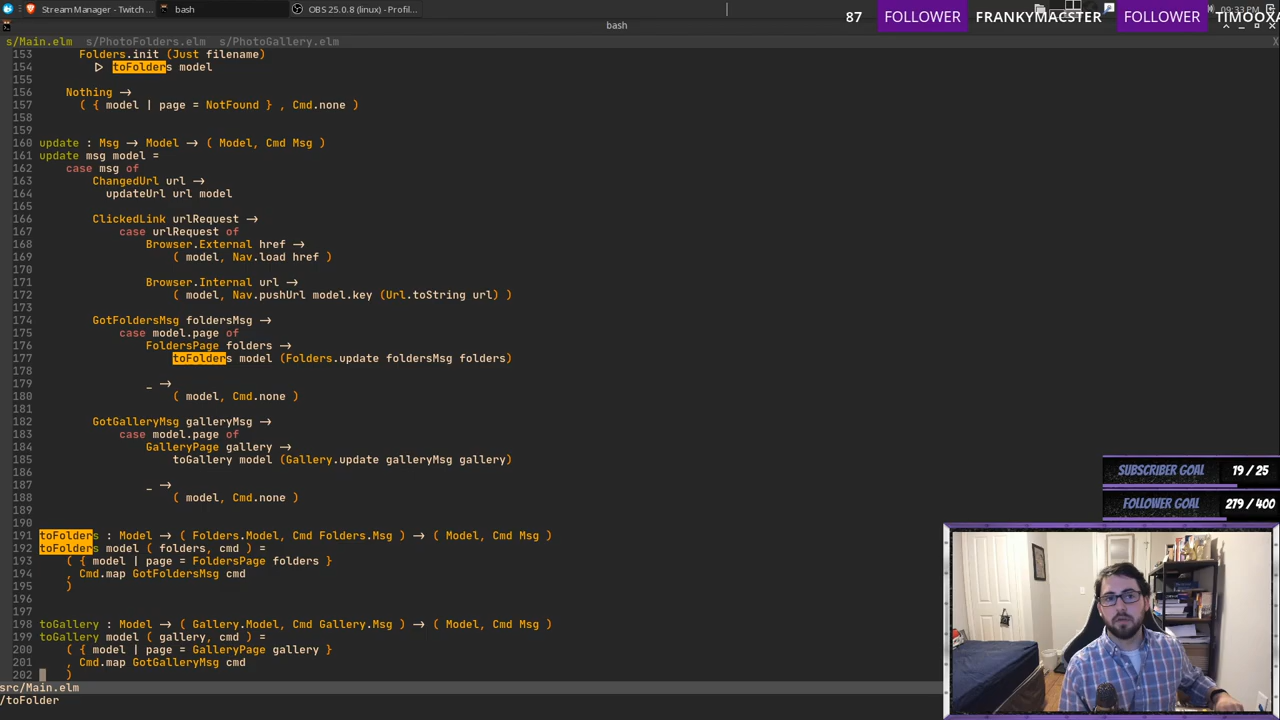 Stream Manager - Twitch
bash
OBS 25.0.8 (linux) - Profil...
09:33 PM
bash
87 FOLLOWER FRANKYMACSTER FOLLOWER TIMOOXA
s/Main.elm s/PhotoFolders.elm s/PhotoGallery.elm X
153 Folders.init (Just filename)
154 ▷ toFolders model
155
156 Nothing →
157 ( { model | page = NotFound } , Cmd.none )
158
159
160 update : Msg → Model → ( Model, Cmd Msg )
161 update msg model =
162 case msg of
163 ChangedUrl url →
164 updateUrl url model
165
166 ClickedLink urlRequest →
167 case urlRequest of
168 Browser.External href →
169 ( model, Nav.load href )
170
171 Browser.Internal url →
172 ( model, Nav.pushUrl model.key (Url.toString url) )
173
174 GotFoldersMsg foldersMsg →
175 case model.page of
176 FoldersPage folders →
177 toFolders model (Folders.update foldersMsg folders)
178
179 _ →
180 ( model, Cmd.none )
181
182 GotGalleryMsg galleryMsg →
183 case model.page of
184 GalleryPage gallery →
185 toGallery model (Gallery.update galleryMsg gallery)
186
187 _ →
188 ( model, Cmd.none )
189
190
191 toFolders : Model → ( Folders.Model, Cmd Folders.Msg ) → ( Model, Cmd Msg )
192 toFolders model ( folders, cmd ) =
193 ( { model | page = FoldersPage folders }
194 , Cmd.map GotFoldersMsg cmd
195 )
196
197
198 toGallery : Model → ( Gallery.Model, Cmd Gallery.Msg ) → ( Model, Cmd Msg )
199 toGallery model ( gallery, cmd ) =
200 ( { model | page = GalleryPage gallery }
201 , Cmd.map GotGalleryMsg cmd
202 )
src/Main.elm
/toFolder
SUBSCRIBER GOAL 19 / 25
FOLLOWER GOAL 279 / 400